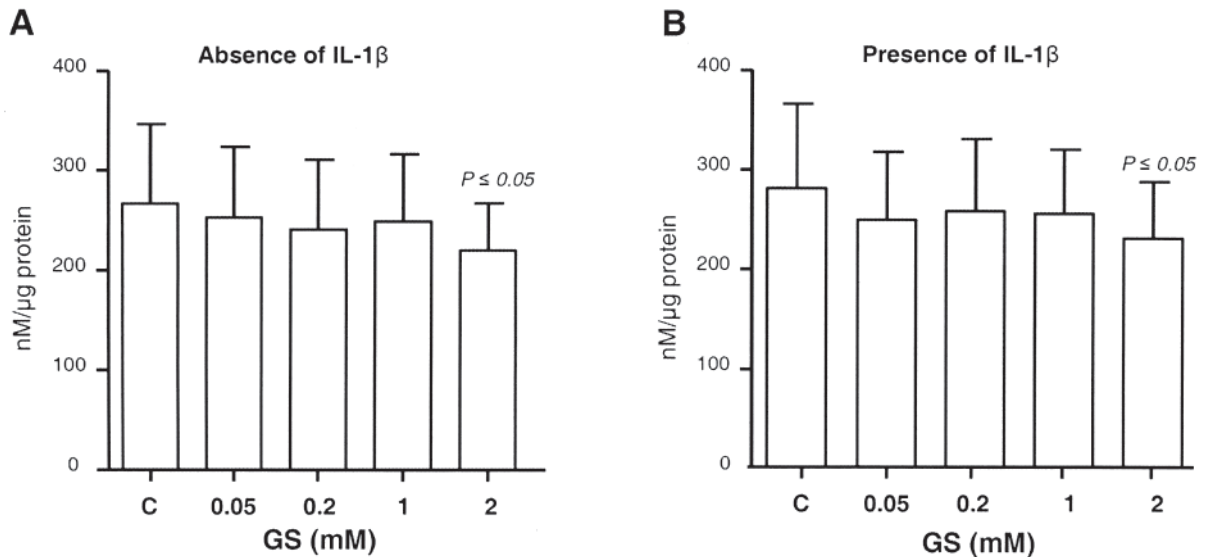 A
Absence of IL-1β
400
300
200
100
0
nM/µg protein
P ≤ 0.05
C 0.05 0.2 1 2
GS (mM)
B
Presence of IL-1β
400
300
200
100
0
nM/µg protein
P ≤ 0.05
C 0.05 0.2 1 2
GS (mM)